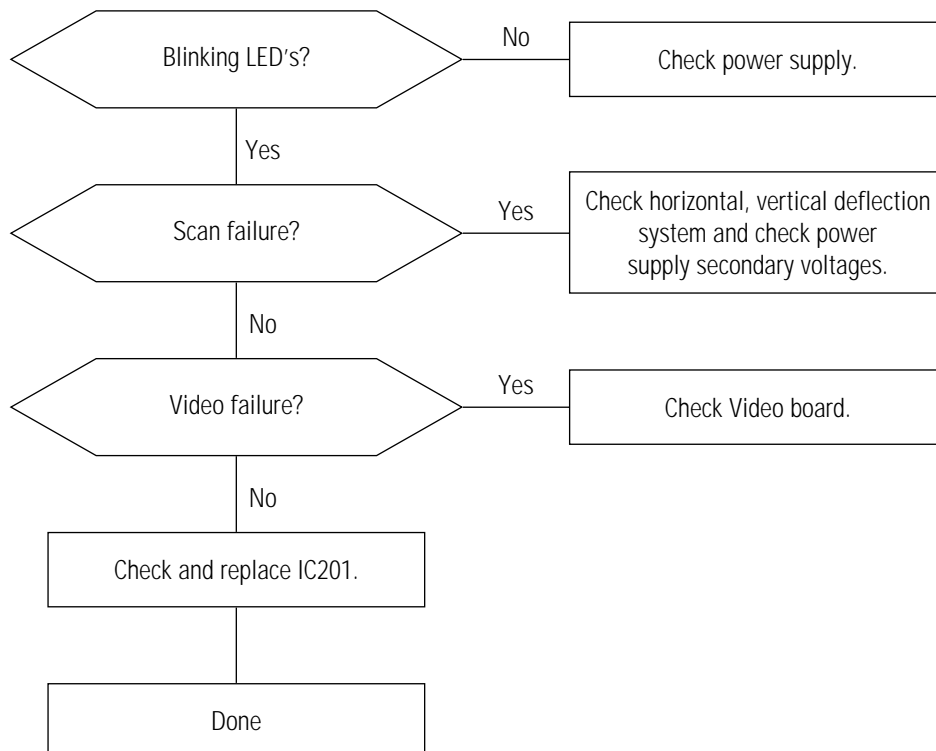 Blinking LED's?
No
Check power supply.
Yes
Scan failure?
Yes
Check horizontal, vertical deflection
system and check power
supply secondary voltages.
No
Video failure?
Yes
Check Video board.
No
Check and replace IC201.
Done